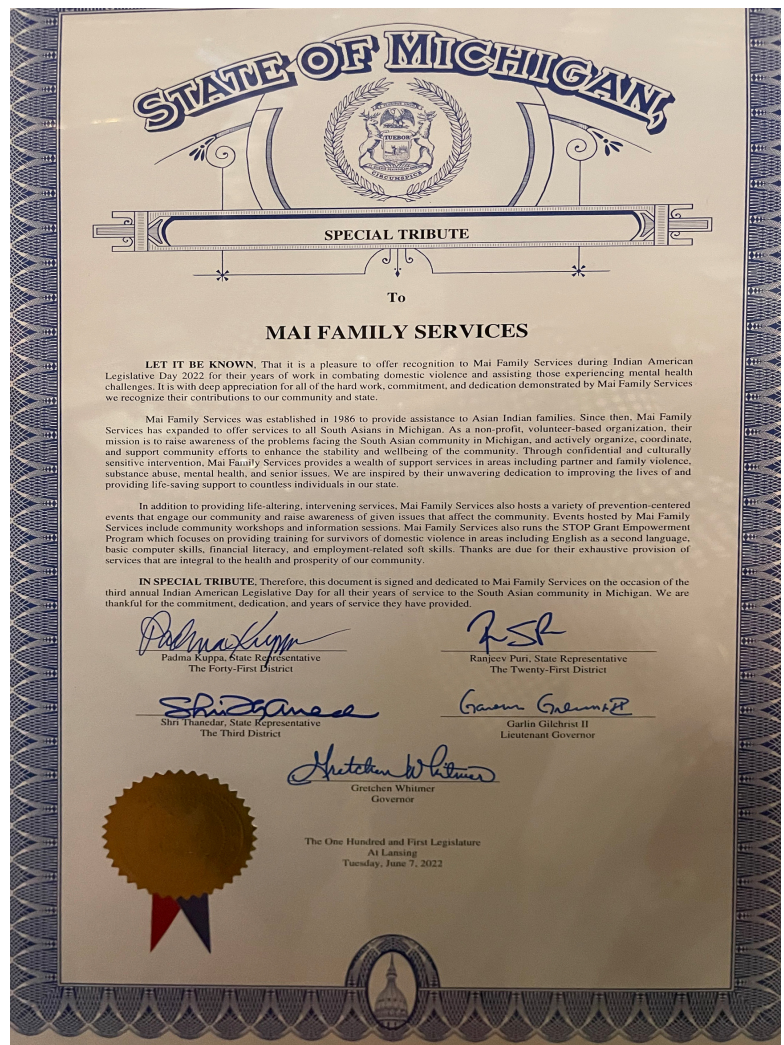 STATE OF MICHIGAN,
TUEBOR
CIRCUMSPICE
SPECIAL TRIBUTE
To
MAI FAMILY SERVICES
LET IT BE KNOWN, That it is a pleasure to offer recognition to Mai Family Services during Indian American
Legislative Day 2022 for their years of work in combating domestic violence and assisting those experiencing mental health
challenges. It is with deep appreciation for all of the hard work, commitment, and dedication demonstrated by Mai Family Services
we recognize their contributions to our community and state.
Mai Family Services was established in 1986 to provide assistance to Asian Indian families. Since then, Mai Family
Services has expanded to offer services to all South Asians in Michigan. As a non-profit, volunteer-based organization, their
mission is to raise awareness of the problems facing the South Asian community in Michigan, and actively organize, coordinate,
and support community efforts to enhance the stability and wellbeing of the community. Through confidential and culturally
sensitive intervention, Mai Family Services provides a wealth of support services in areas including partner and family violence,
substance abuse, mental health, and senior issues. We are inspired by their unwavering dedication to improving the lives of and
providing life-saving support to countless individuals in our state.
In addition to providing life-altering, intervening services, Mai Family Services also hosts a variety of prevention-centered
events that engage our community and raise awareness of given issues that affect the community. Events hosted by Mai Family
Services include community workshops and information sessions. Mai Family Services also runs the STOP Grant Empowerment
Program which focuses on providing training for survivors of domestic violence in areas including English as a second language,
basic computer skills, financial literacy, and employment-related soft skills. Thanks are due for their exhaustive provision of
services that are integral to the health and prosperity of our community.
IN SPECIAL TRIBUTE, Therefore, this document is signed and dedicated to Mai Family Services on the occasion of the
third annual Indian American Legislative Day for all their years of service to the South Asian community in Michigan. We are
thankful for the commitment, dedication, and years of service they have provided.
Padma Kuppa
Padma Kuppa, State Representative
The Forty-First District
Ranjeev Puri, State Representative
The Twenty-First District
Shri Thanedar
Shri Thanedar, State Representative
The Third District
Garlin Gilchrist II
Garlin Gilchrist II
Lieutenant Governor
Gretchen Whitmer
Gretchen Whitmer
Governor
The One Hundred and First Legislature
At Lansing
Tuesday, June 7, 2022